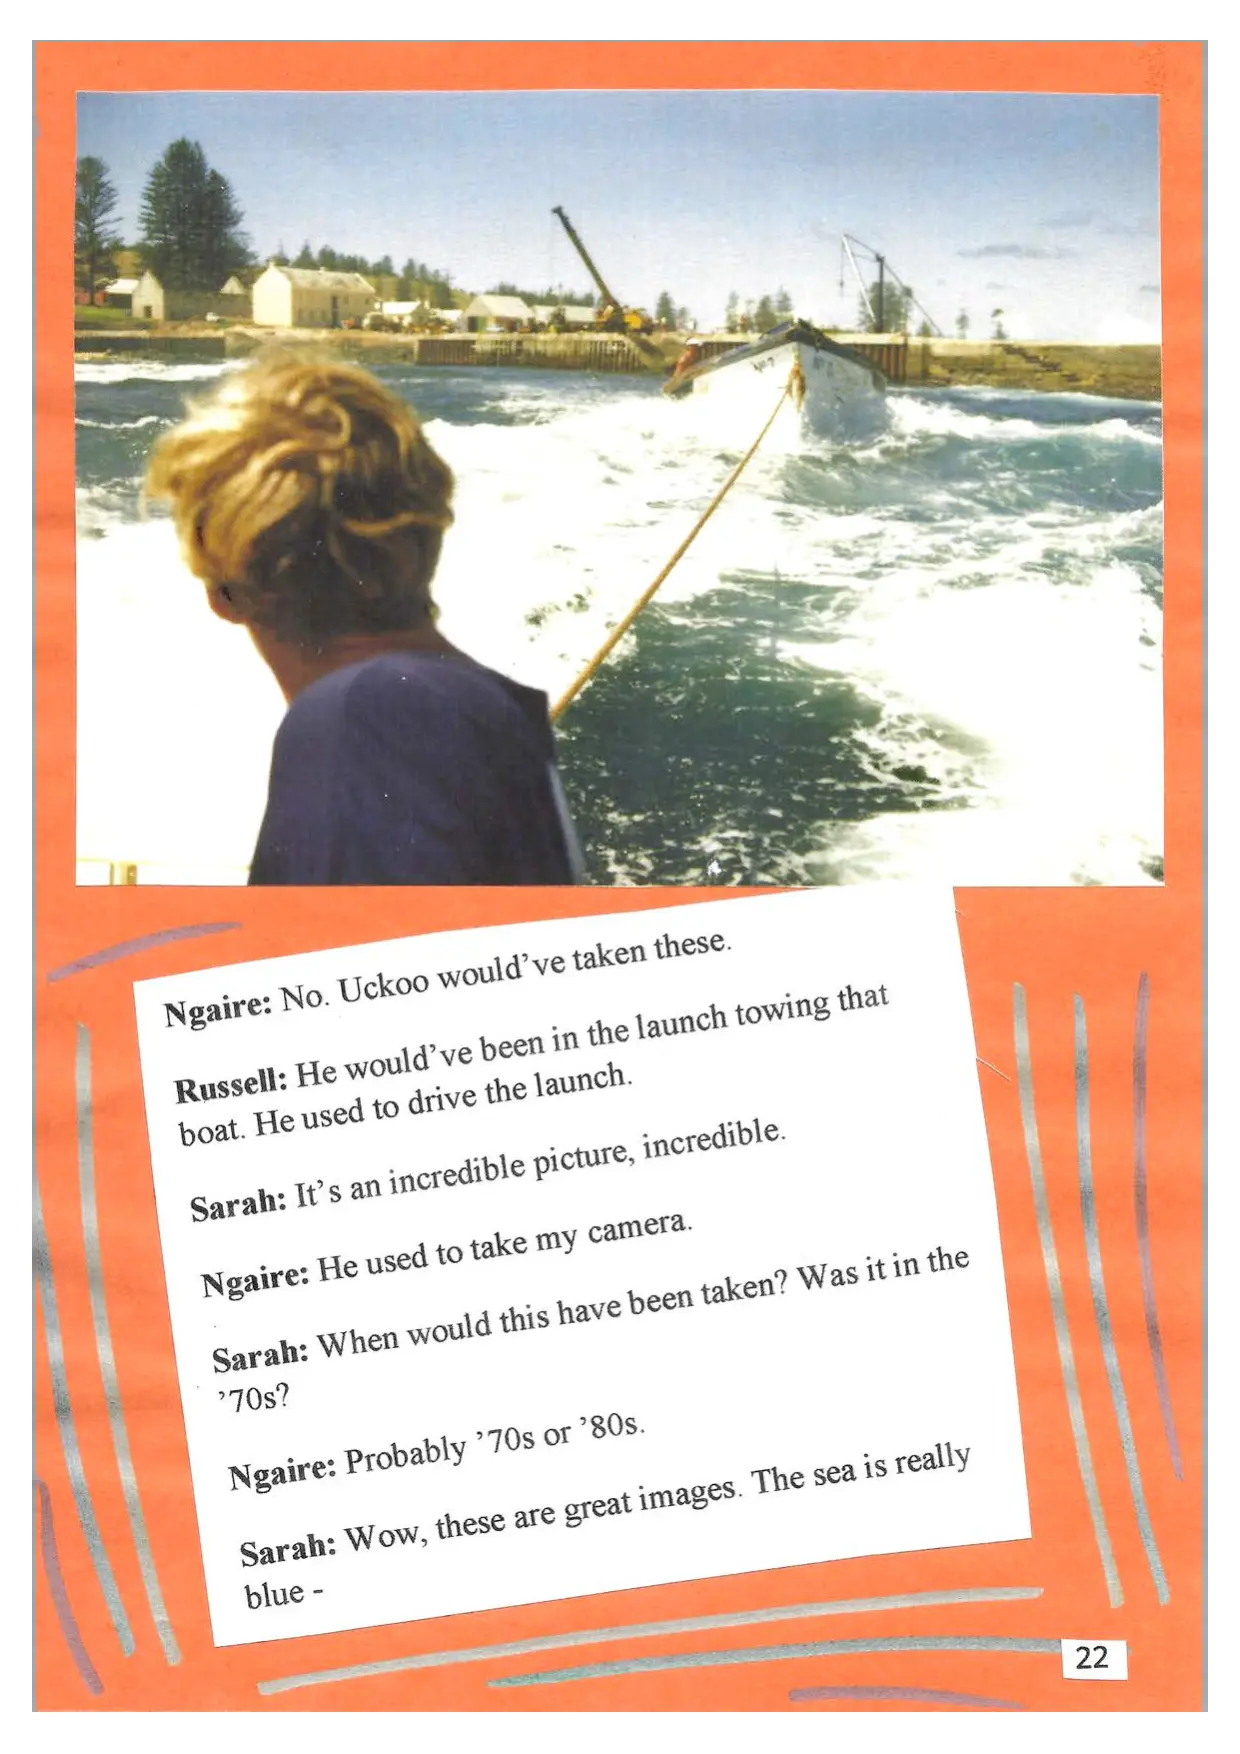 Ngaire: No. Uckoo would've taken these.
Russell: He would've been in the launch towing that
boat. He used to drive the launch.
Sarah: It's an incredible picture, incredible.
Ngaire: He used to take my camera.
Sarah: When would this have been taken? Was it in the
'70s?
Ngaire: Probably '70s or '80s.
Sarah: Wow, these are great images. The sea is really
blue -
22